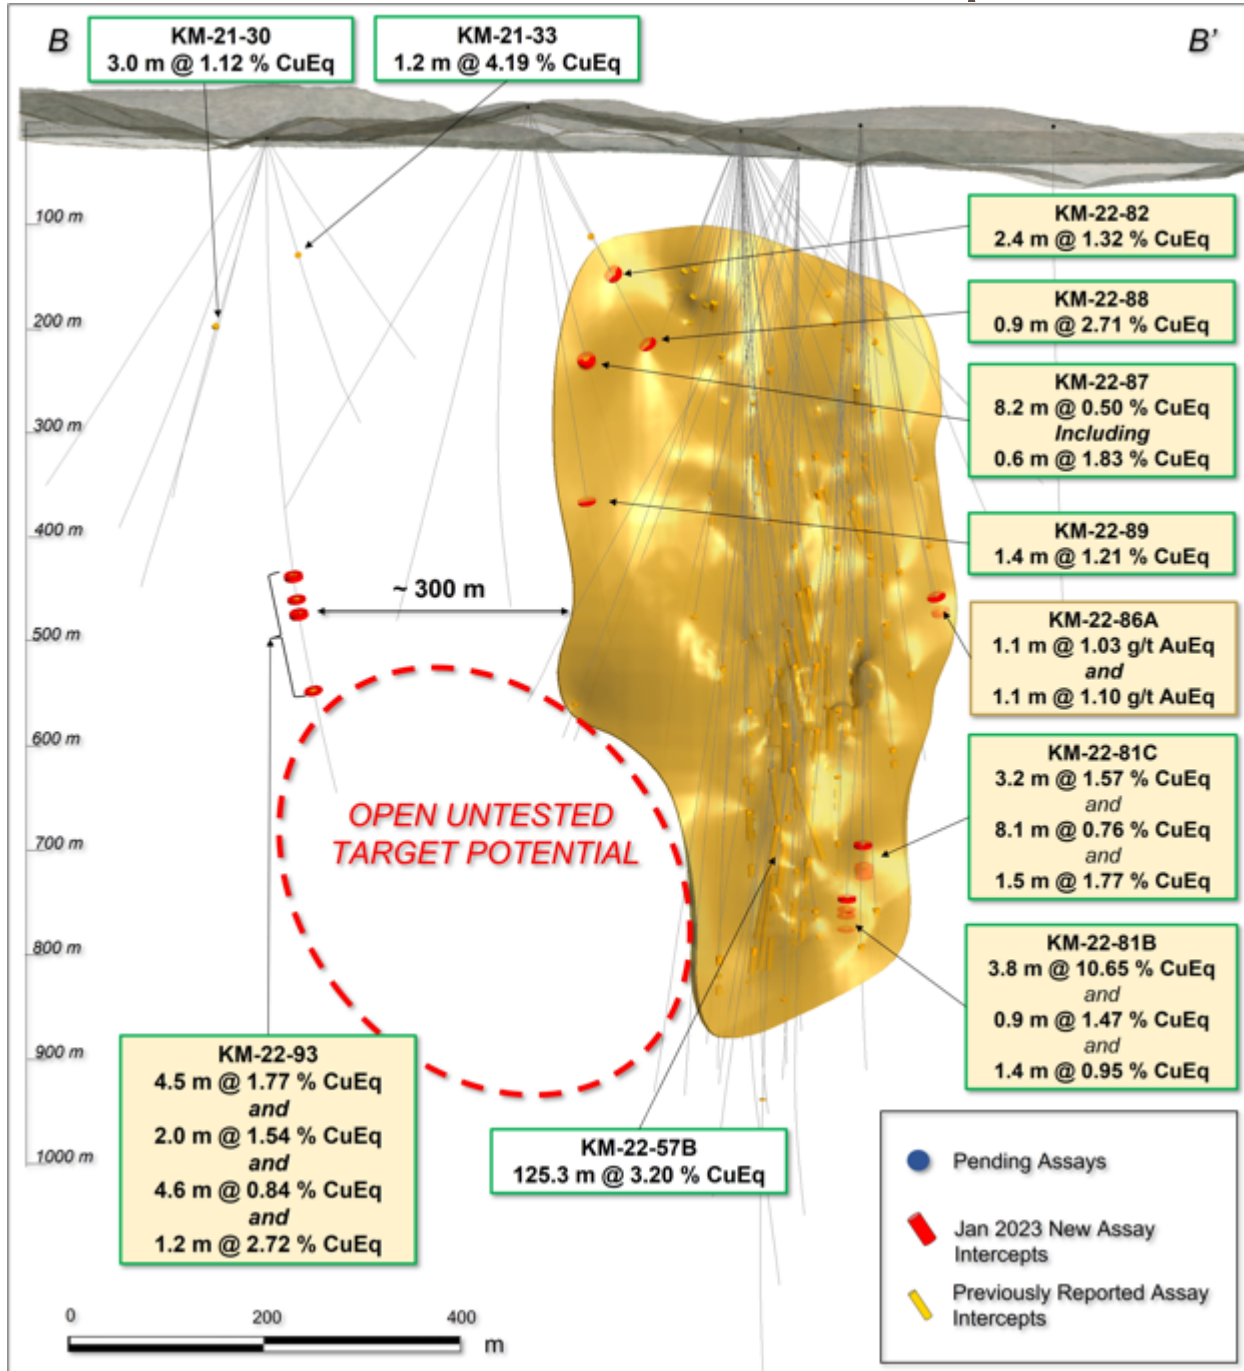 B
KM-21-30
3.0 m @ 1.12 % CuEq
KM-21-33
1.2 m @ 4.19 % CuEq
B'
100 m
200 m
300 m
400 m
500 m
600 m
700 m
800 m
900 m
1000 m
KM-22-82
2.4 m @ 1.32 % CuEq
KM-22-88
0.9 m @ 2.71 % CuEq
KM-22-87
8.2 m @ 0.50 % CuEq
Including
0.6 m @ 1.83 % CuEq
KM-22-89
1.4 m @ 1.21 % CuEq
~ 300 m
KM-22-86A
1.1 m @ 1.03 g/t AuEq
and
1.1 m @ 1.10 g/t AuEq
OPEN UNTESTED
TARGET POTENTIAL
KM-22-81C
3.2 m @ 1.57 % CuEq
and
8.1 m @ 0.76 % CuEq
and
1.5 m @ 1.77 % CuEq
KM-22-81B
3.8 m @ 10.65 % CuEq
and
0.9 m @ 1.47 % CuEq
and
1.4 m @ 0.95 % CuEq
KM-22-93
4.5 m @ 1.77 % CuEq
and
2.0 m @ 1.54 % CuEq
and
4.6 m @ 0.84 % CuEq
and
1.2 m @ 2.72 % CuEq
KM-22-57B
125.3 m @ 3.20 % CuEq
Pending Assays
Jan 2023 New Assay
Intercepts
Previously Reported Assay
Intercepts
0
200
400
m